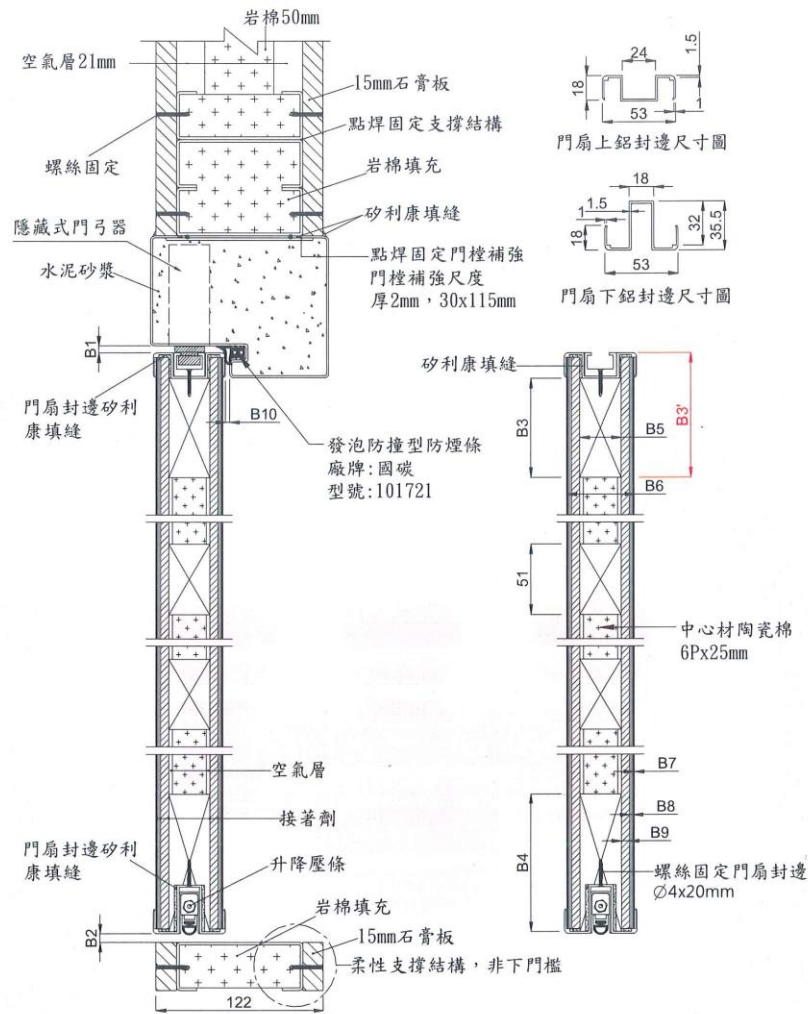 岩棉50mm
空氣層21mm
15mm石膏板
點焊固定支撐結構
螺絲固定
岩棉填充
矽利康填縫
隱藏式門弓器
點焊固定門樘補強
門樘補強尺度
厚2mm，30x115mm
水泥砂漿
24
1.5
18
1
53
門扇上鋁封邊尺寸圖
18
1.5
1
18
32
35.5
53
門扇下鋁封邊尺寸圖
B1
門扇封邊矽利
康填縫
B10
發泡防撞型防煙條
廠牌:國碳
型號:101721
矽利康填縫
B3
B5
B3'
B6
51
中心材陶瓷棉
6Px25mm
空氣層
接著劑
門扇封邊矽利
康填縫
升降壓條
B7
B8
B9
B4
螺絲固定門扇封邊
∅4x20mm
B2
岩棉填充
15mm石膏板
柔性支撐結構，非下門檻
122